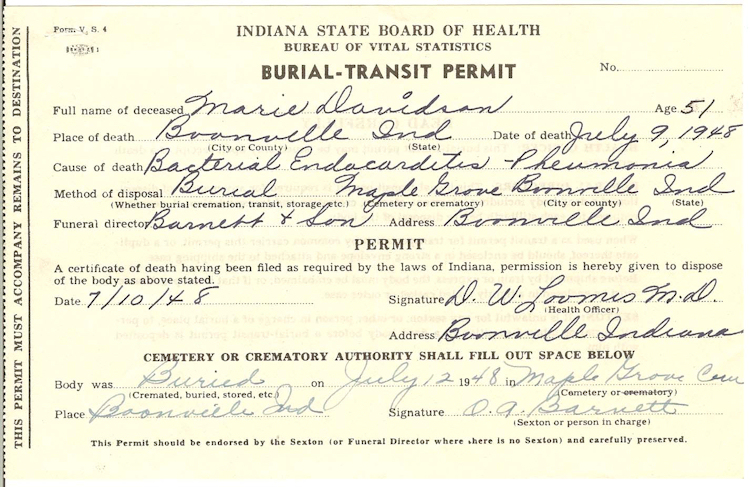 THIS PERMIT MUST ACCOMPANY REMAINS TO DESTINATION
Form V. S. 4
INDIANA STATE BOARD OF HEALTH
BUREAU OF VITAL STATISTICS
BURIAL-TRANSIT PERMIT
No.
Full name of deceased Marie Davidson Age 51
Place of death Boonville Ind Date of death July 9, 1948
(City or County) (State)
Cause of death Bacterial Endocarditis - Pneumonia
Method of disposal Burial Maple Grove Boonville Ind
(Whether burial cremation, transit, storage, etc.) (Cemetery or crematory) (City or county) (State)
Funeral director Barnett & Son Address Boonville Ind
PERMIT
A certificate of death having been filed as required by the laws of Indiana, permission is hereby given to dispose
of the body as above stated.
Date 7/10/48 Signature D. W. Loomis M.D.
(Health Officer)
Address Boonville Indiana
CEMETERY OR CREMATORY AUTHORITY SHALL FILL OUT SPACE BELOW
Body was Buried on July 12 1948 in Maple Grove Cem
(Cremated, buried, stored, etc.) (Cemetery or crematory)
Place Boonville Ind Signature O. A. Barnett
(Sexton or person in charge)
This Permit should be endorsed by the Sexton (or Funeral Director where there is no Sexton) and carefully preserved.